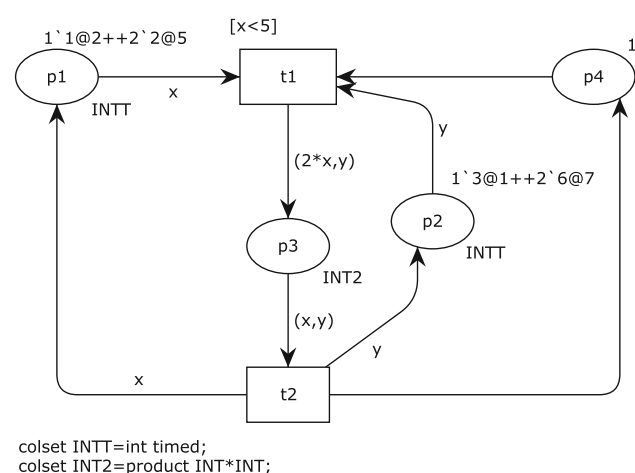 [x<5]
1`1@2++2`2@5
1
p1
t1
p4
x
INTT
y
(2*x,y)
1`3@1++2`6@7
p2
p3
INTT
INT2
(x,y)
y
x
t2
colset INTT=int timed;
colset INT2=product INT*INT;